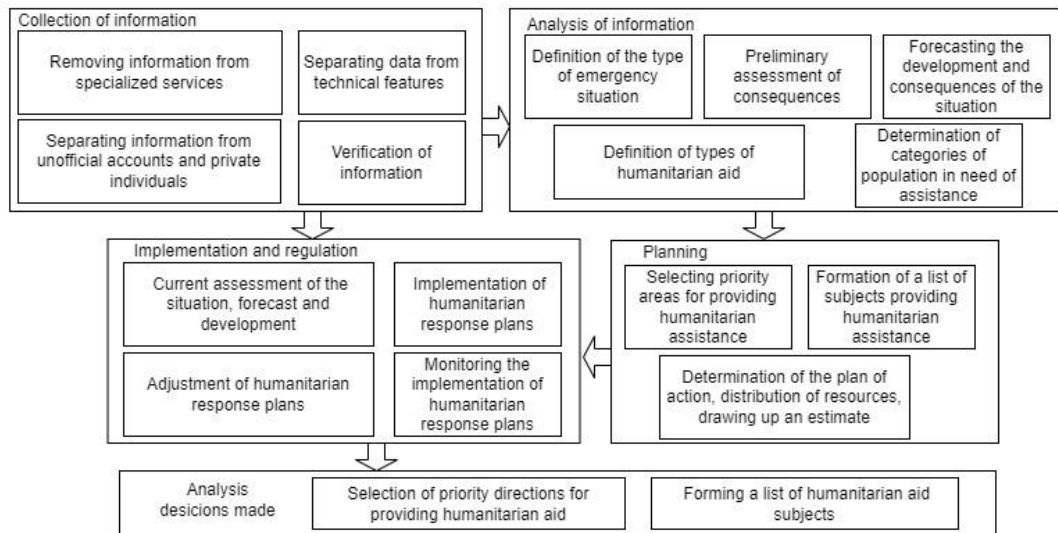 Collection of information
Removing information from
specialized services
Separating data from
technical features
Separating information from
unofficial accounts and private
individuals
Verification of
information
Analysis of information
Definition of the type
of emergency
situation
Preliminary
assessment of
consequences
Forecasting the
development and
consequences of the
situation
Definition of types of
humanitarian aid
Determination of
categories of
population in need of
assistance
Implementation and regulation
Current assessment of the
situation, forecast and
development
Implementation of
humanitarian
response plans
Adjustment of humanitarian
response plans
Monitoring the
implementation of
humanitarian
response plans
Planning
Selecting priority
areas for providing
humanitarian
assistance
Formation of a list of
subjects providing
humanitarian
assistance
Determination of the plan of
action, distribution of resources,
drawing up an estimate
Analysis
desicions made
Selection of priority directions for
providing humanitarian aid
Forming a list of humanitarian aid
subjects